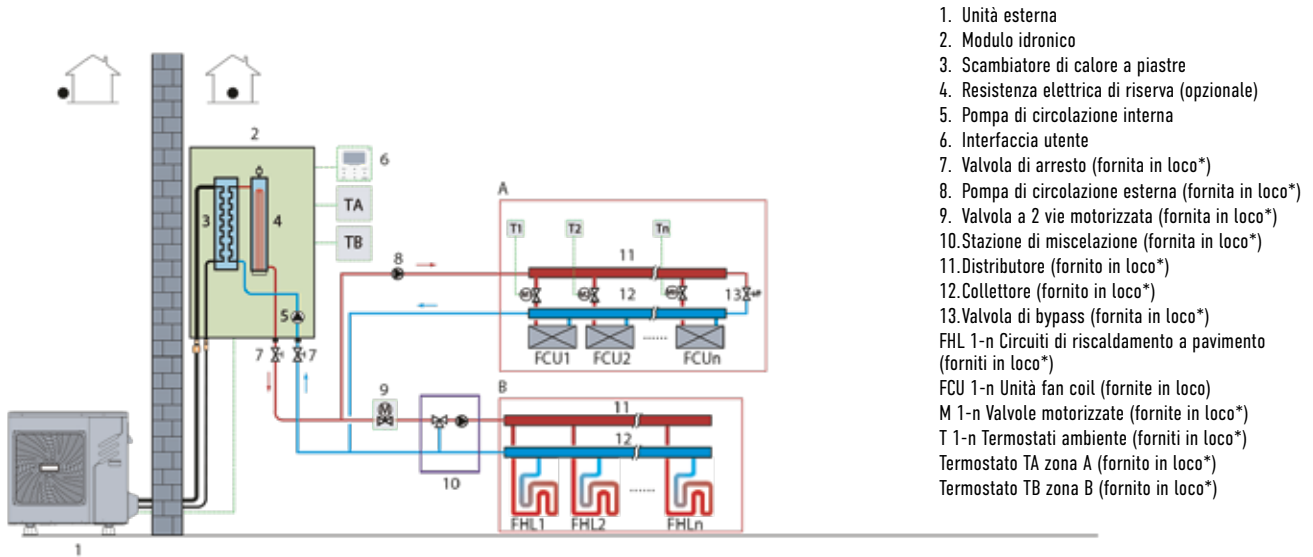 1. Unità esterna
2. Modulo idronico
3. Scambiatore di calore a piastre
4. Resistenza elettrica di riserva (opzionale)
5. Pompa di circolazione interna
6. Interfaccia utente
7. Valvola di arresto (fornita in loco*)
8. Pompa di circolazione esterna (fornita in loco*)
9. Valvola a 2 vie motorizzata (fornita in loco*)
10.Stazione di miscelazione (fornita in loco*)
11.Distributore (fornito in loco*)
12.Collettore (fornito in loco*)
13.Valvola di bypass (fornita in loco*)
FHL 1-n Circuiti di riscaldamento a pavimento
(forniti in loco*)
FCU 1-n Unità fan coil (fornite in loco)
M 1-n Valvole motorizzate (fornite in loco*)
T 1-n Termostati ambiente (forniti in loco*)
Termostato TA zona A (fornito in loco*)
Termostato TB zona B (fornito in loco*)
2
6
TA
TB
3
4
5
7
7
8
A
T1
T2
Tn
11
M
M
M
12
13
FCU1
FCU2
......
FCUn
9
M
10
B
11
12
......
FHL1
FHL2
FHLn
1